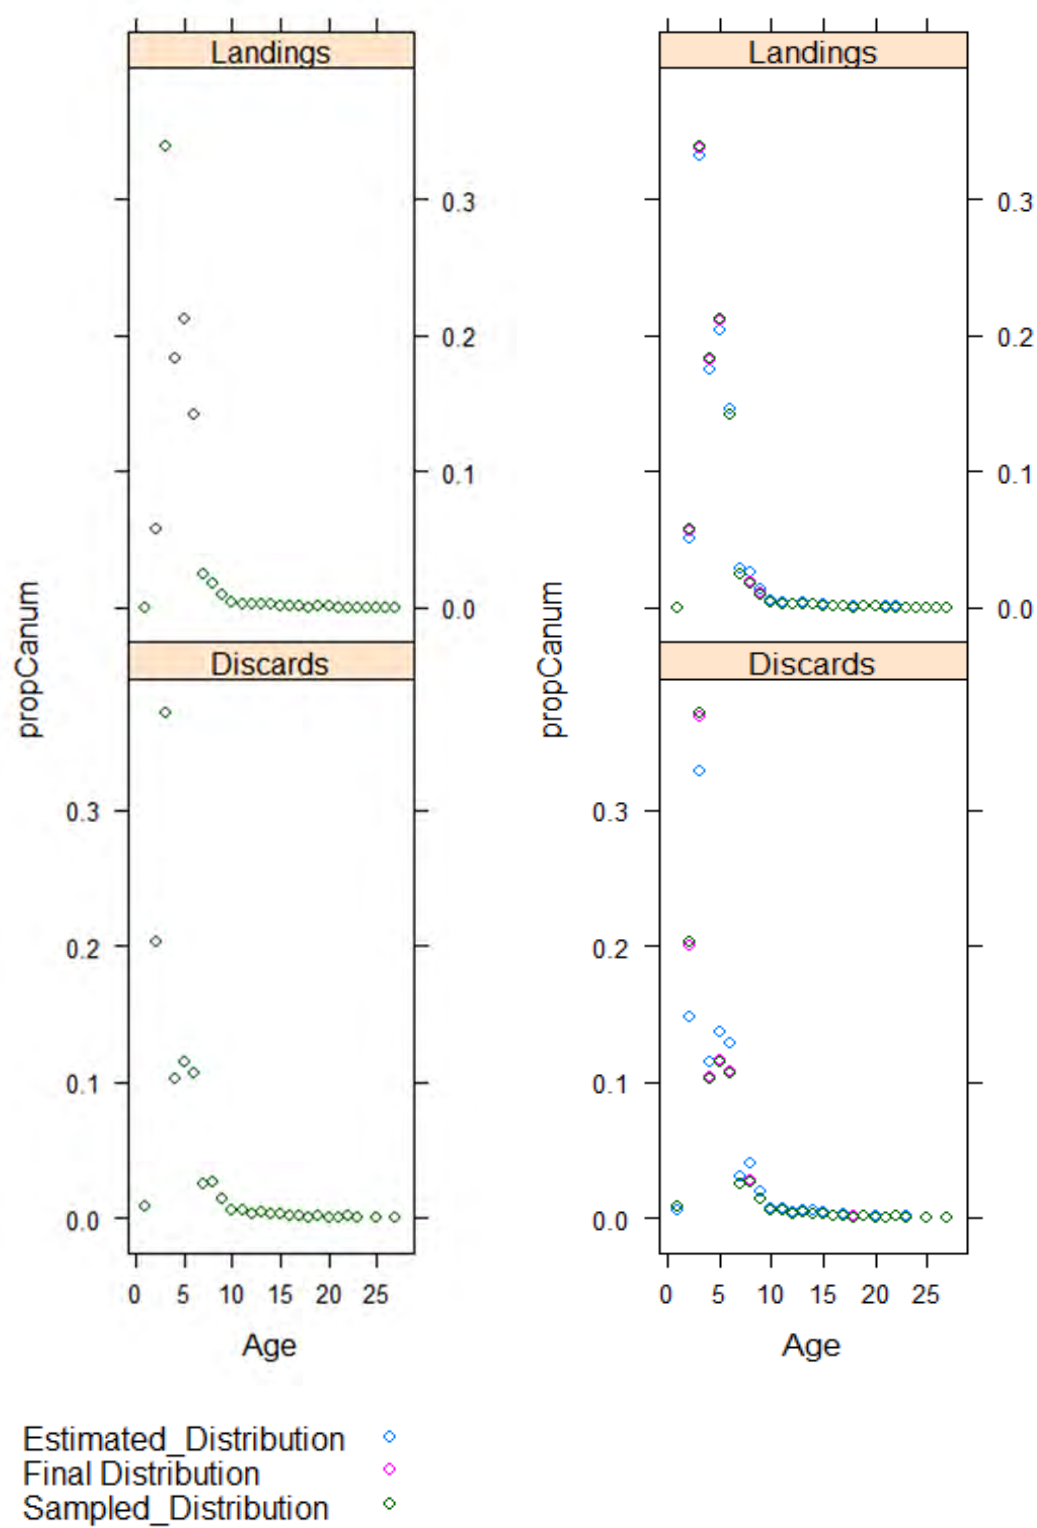 Landings
Landings
0.3
0.3
0.2
0.2
0.1
0.1
0.0
0.0
propCanum
propCanum
Discards
Discards
0.3
0.3
0.2
0.2
0.1
0.1
0.0
0.0
0 5 10 15 20 25
0 5 10 15 20 25
Age
Age
Estimated_Distribution
Final Distribution
Sampled_Distribution